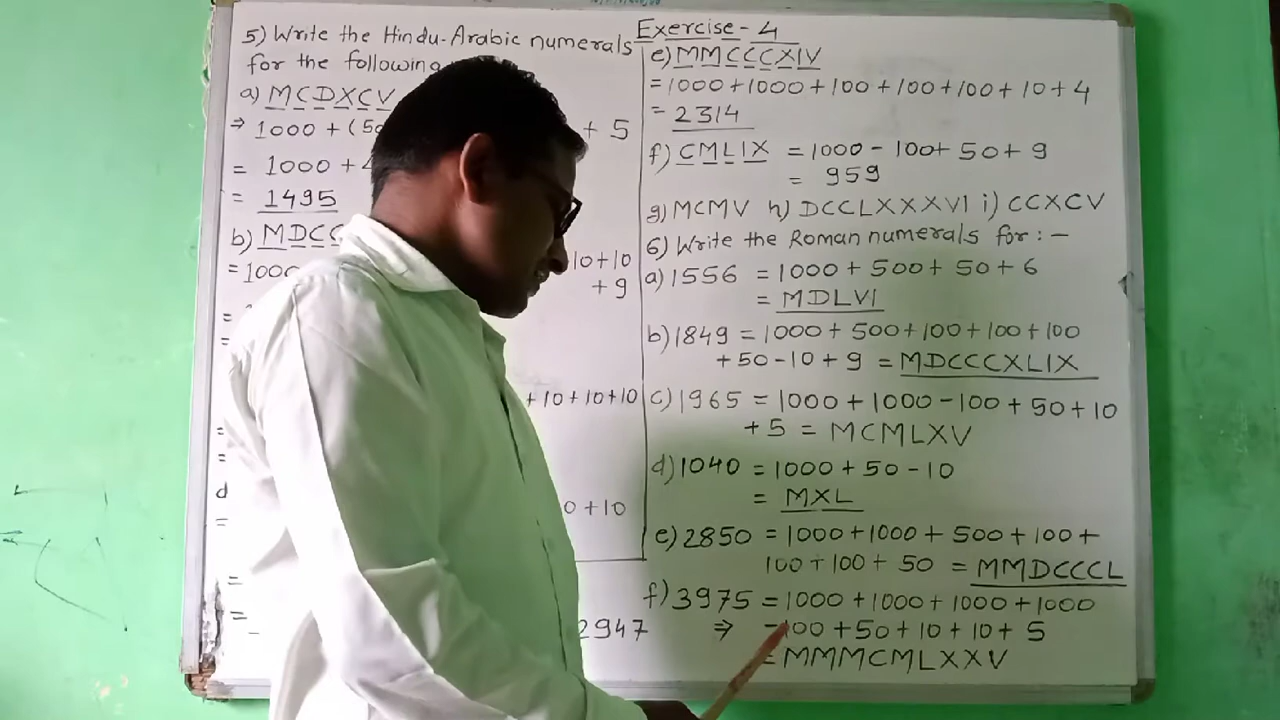 Exercise - 4
5) Write the Hindu-Arabic numerals
for the following
a) MCDXCV
⇒ 1000 + (50 + 5
= 1000 + 4
= 1495
b) MDCC
= 1000 10+10
+ 9
=
=
+ 10 + 10 + 10
=
=
d
= 0 + 10
=
= 2947
e) MMCCCXIV
= 1000 + 1000 + 100 + 100 + 100 + 10 + 4
= 2314
f) CMLIX = 1000 - 100 + 50 + 9
= 959
g) MCMV h) DCCLXXXVI i) CCXCV
6) Write the Roman numerals for : -
a) 1556 = 1000 + 500 + 50 + 6
= MDLVI
b) 1849 = 1000 + 500 + 100 + 100 + 100
+ 50 - 10 + 9 = MDCCCXLIX
c) 1965 = 1000 + 1000 - 100 + 50 + 10
+ 5 = MCMLXV
d) 1040 = 1000 + 50 - 10
= MXL
e) 2850 = 1000 + 1000 + 500 + 100 +
100 + 100 + 50 = MMDCCCL
f) 3975 = 1000 + 1000 + 1000 + 1000
⇒ - 100 + 50 + 10 + 10 + 5
= MMMCMLXXV